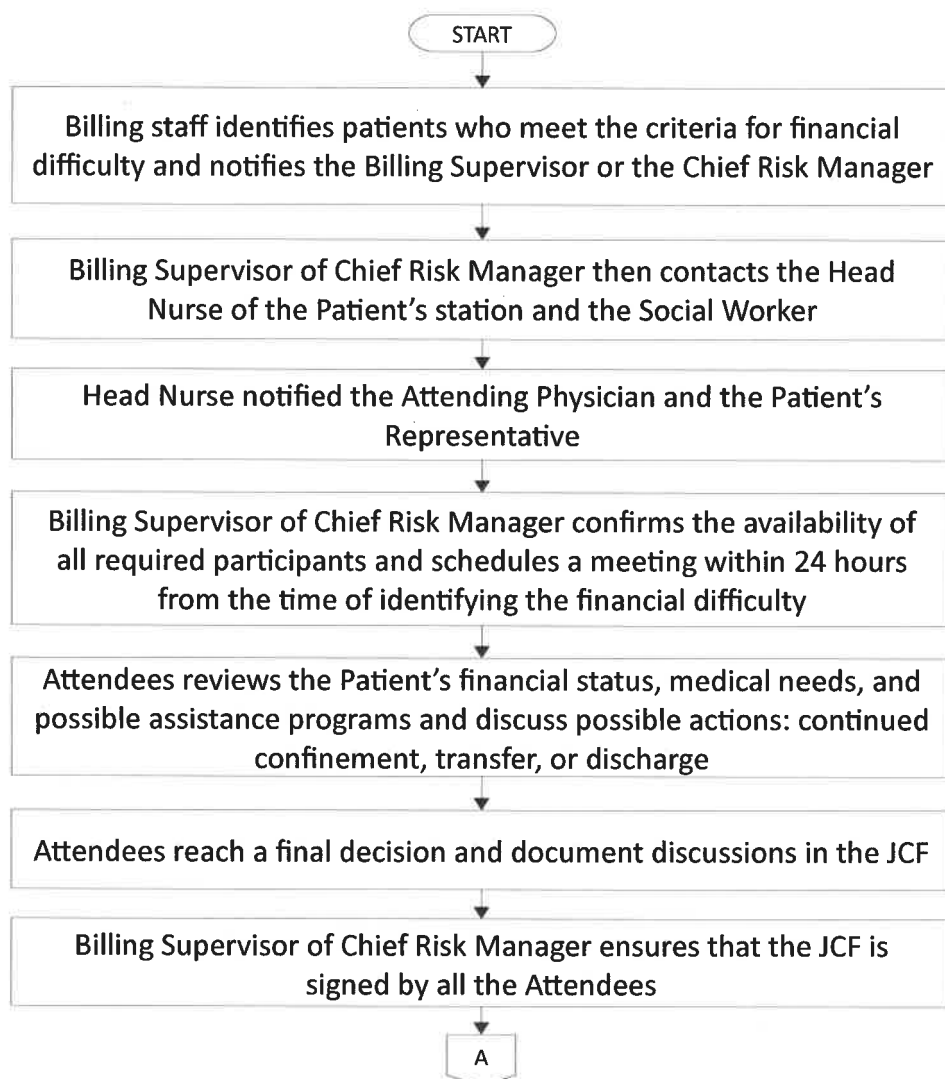 START
Billing staff identifies patients who meet the criteria for financial
difficulty and notifies the Billing Supervisor or the Chief Risk Manager
Billing Supervisor of Chief Risk Manager then contacts the Head
Nurse of the Patient's station and the Social Worker
Head Nurse notified the Attending Physician and the Patient's
Representative
Billing Supervisor of Chief Risk Manager confirms the availability of
all required participants and schedules a meeting within 24 hours
from the time of identifying the financial difficulty
Attendees reviews the Patient's financial status, medical needs, and
possible assistance programs and discuss possible actions: continued
confinement, transfer, or discharge
Attendees reach a final decision and document discussions in the JCF
Billing Supervisor of Chief Risk Manager ensures that the JCF is
signed by all the Attendees
A